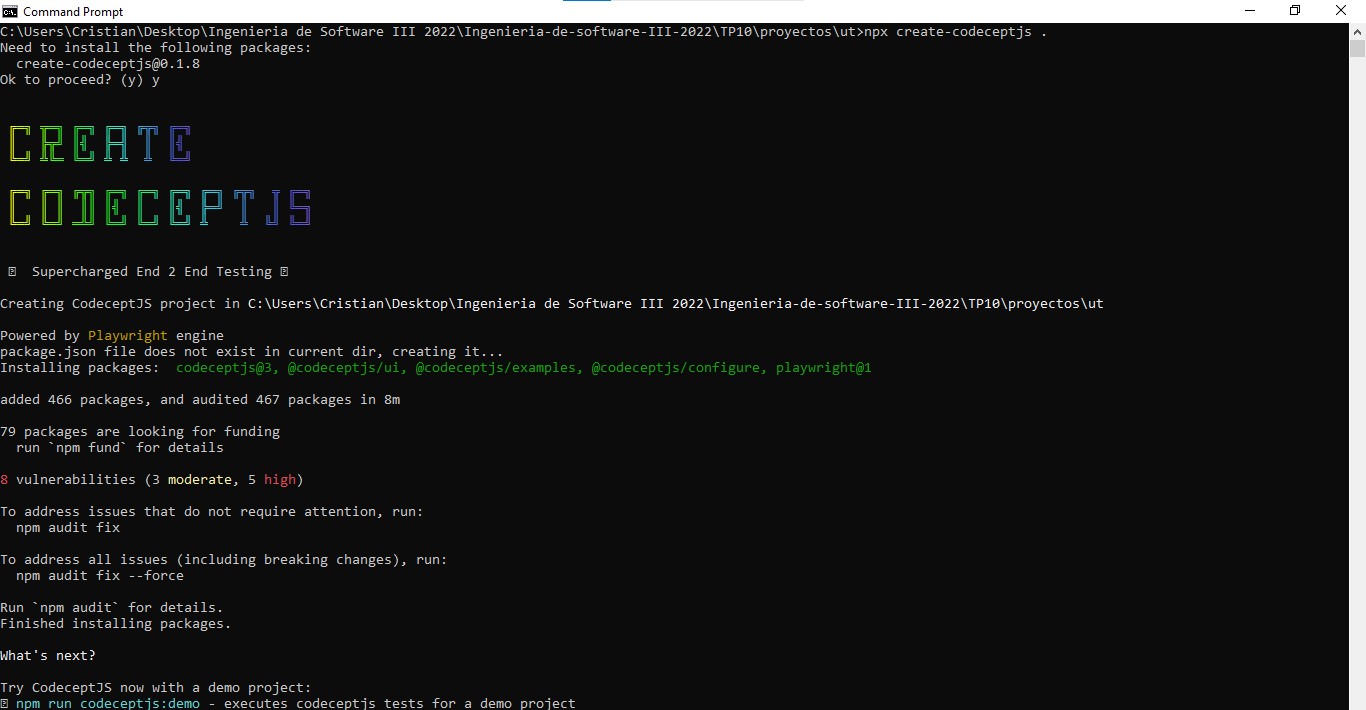 Command Prompt
C:\Users\Cristian\Desktop\Ingenieria de Software III 2022\Ingenieria-de-software-III-2022\TP10\proyectos\ut>npx create-codeceptjs .
Need to install the following packages:
  create-codeceptjs@0.1.8
Ok to proceed? (y) y
CREATE
CODECEPTJS
Supercharged End 2 End Testing
Creating CodeceptJS project in C:\Users\Cristian\Desktop\Ingenieria de Software III 2022\Ingenieria-de-software-III-2022\TP10\proyectos\ut
Powered by Playwright engine
package.json file does not exist in current dir, creating it...
Installing packages:  codeceptjs@3, @codeceptjs/ui, @codeceptjs/examples, @codeceptjs/configure, playwright@1
added 466 packages, and audited 467 packages in 8m
79 packages are looking for funding
  run `npm fund` for details
8 vulnerabilities (3 moderate, 5 high)
To address issues that do not require attention, run:
  npm audit fix
To address all issues (including breaking changes), run:
  npm audit fix --force
Run `npm audit` for details.
Finished installing packages.
What's next?
Try CodeceptJS now with a demo project:
npm run codeceptjs:demo - executes codeceptjs tests for a demo project